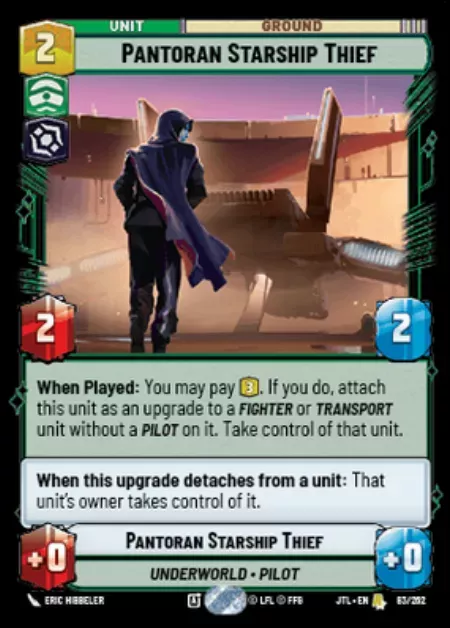 UNIT
GROUND
2
PANTORAN STARSHIP THIEF
2
2
When Played: You may pay 3. If you do, attach
this unit as an upgrade to a FIGHTER or TRANSPORT
unit without a PILOT on it. Take control of that unit.
When this upgrade detaches from a unit: That
unit's owner takes control of it.
+0
PANTORAN STARSHIP THIEF
+0
UNDERWORLD • PILOT
ERIC HIBBELER
© LFL © FFG
JTL • EN
63/262